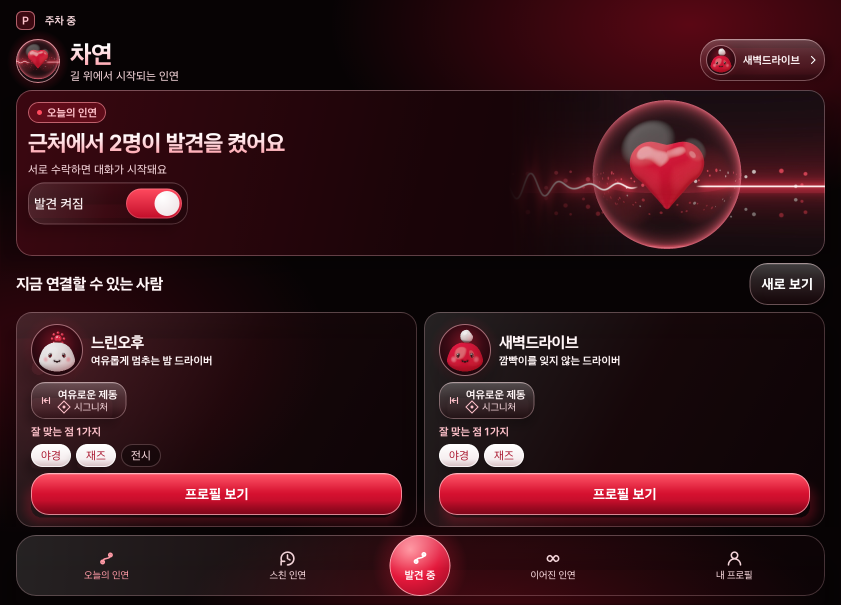 P 주차 중
차연
길 위에서 시작되는 인연
새벽드라이브
오늘의 인연
근처에서 2명이 발견을 켰어요
서로 수락하면 대화가 시작돼요
발견 켜짐
지금 연결할 수 있는 사람
새로 보기
느린오후
여유롭게 멈추는 밤 드라이버
여유로운 제동
시그니처
잘 맞는 점 1가지
야경 재즈 전시
프로필 보기
새벽드라이브
깜빡이를 잊지 않는 드라이버
여유로운 제동
시그니처
잘 맞는 점 1가지
야경 재즈
프로필 보기
오늘의 인연
스친 인연
발견 중
이어진 인연
내 프로필